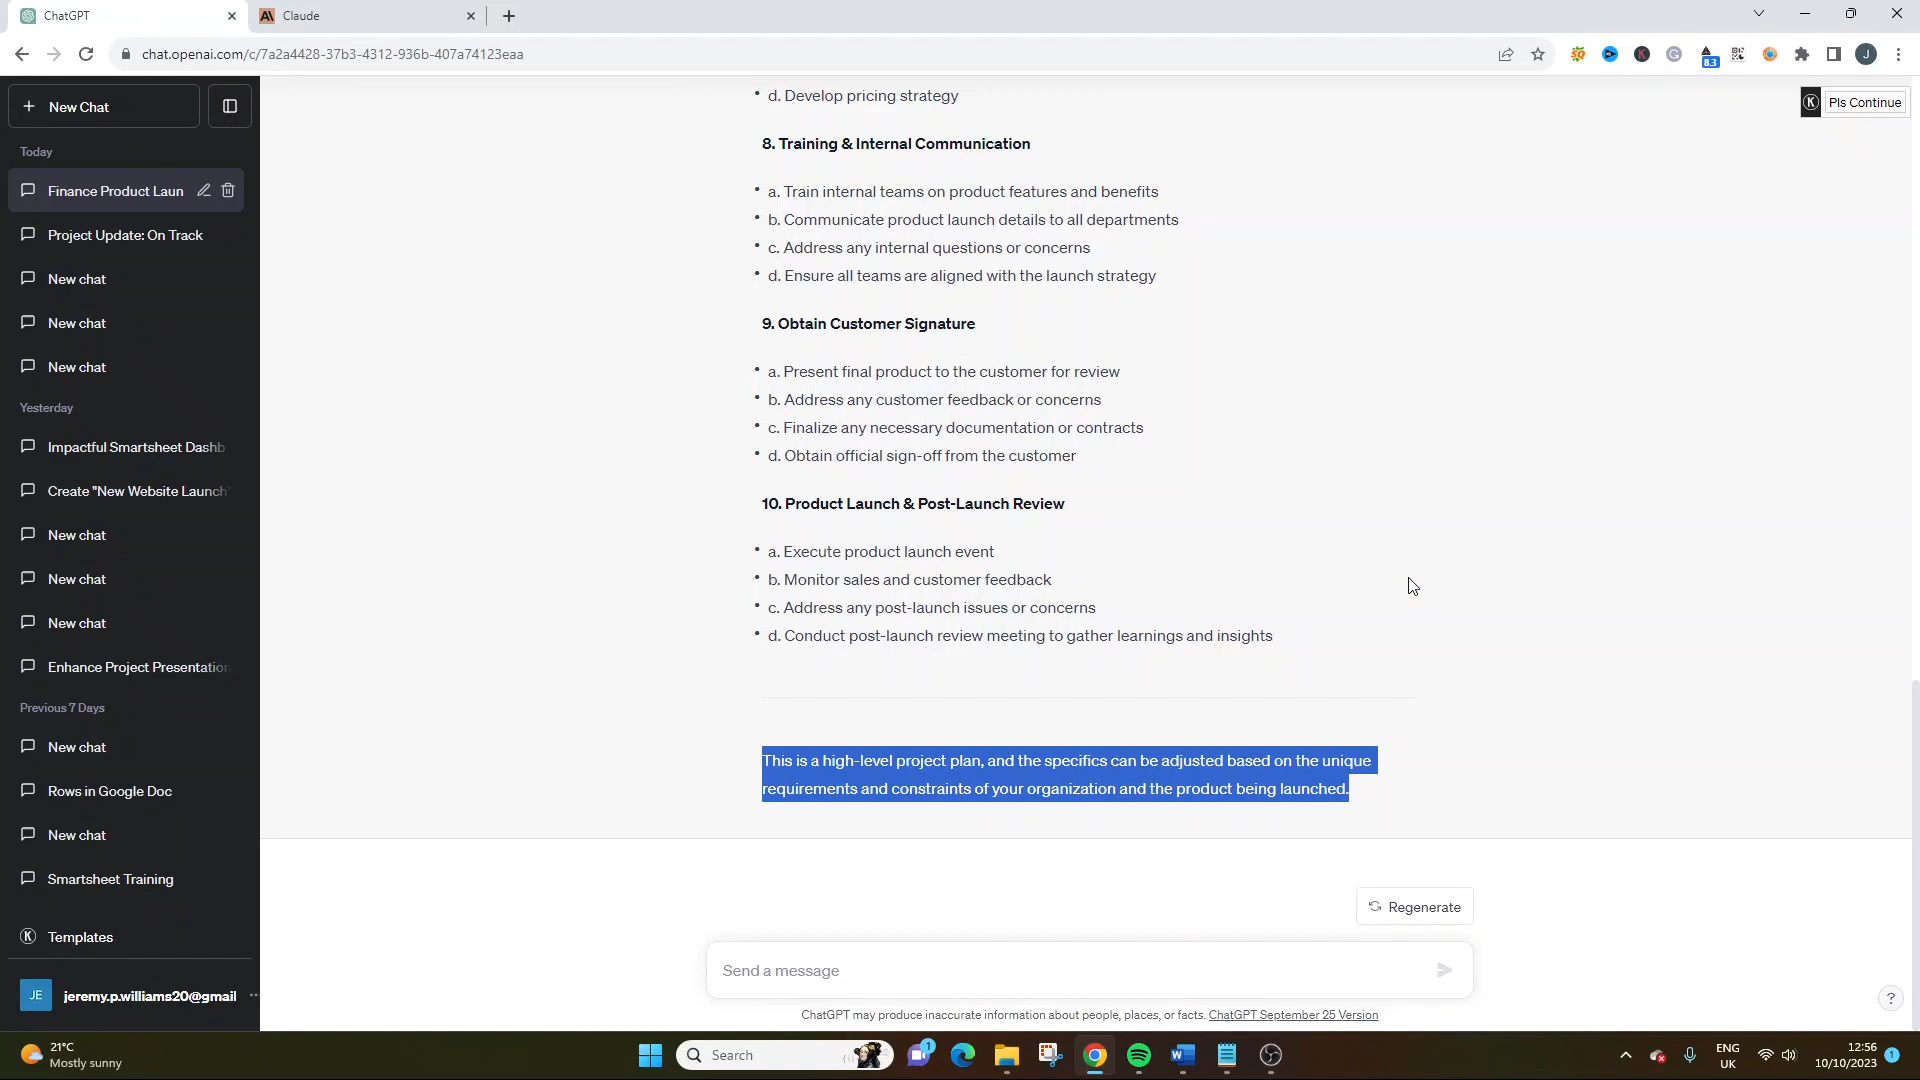 ChatGPT
Claude
chat.openai.com/c/7a2a4428-37b3-4312-936b-407a74123eaa
8.3
J
New Chat
Today
Finance Product Laun
Project Update: On Track
New chat
New chat
New chat
Yesterday
Impactful Smartsheet Dashb
Create "New Website Launch"
New chat
New chat
New chat
Enhance Project Presentation
Previous 7 Days
New chat
Rows in Google Doc
New chat
Smartsheet Training
K Templates
JE jeremy.p.williams20@gmail ...
K Pls Continue
• d. Develop pricing strategy
8. Training & Internal Communication
• a. Train internal teams on product features and benefits
• b. Communicate product launch details to all departments
• c. Address any internal questions or concerns
• d. Ensure all teams are aligned with the launch strategy
9. Obtain Customer Signature
• a. Present final product to the customer for review
• b. Address any customer feedback or concerns
• c. Finalize any necessary documentation or contracts
• d. Obtain official sign-off from the customer
10. Product Launch & Post-Launch Review
• a. Execute product launch event
• b. Monitor sales and customer feedback
• c. Address any post-launch issues or concerns
• d. Conduct post-launch review meeting to gather learnings and insights
This is a high-level project plan, and the specifics can be adjusted based on the unique
requirements and constraints of your organization and the product being launched.
Regenerate
Send a message
ChatGPT may produce inaccurate information about people, places, or facts. ChatGPT September 25 Version
?
21°C
Mostly sunny
Search
1
ENG
UK
12:56
10/10/2023
1